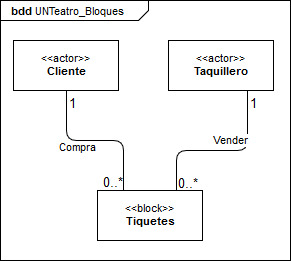 bdd UNTeatro_Bloques
<<actor>>
Cliente
<<actor>>
Taquillero
1
1
Compra
Vender
0..*
0..*
<<block>>
Tiquetes